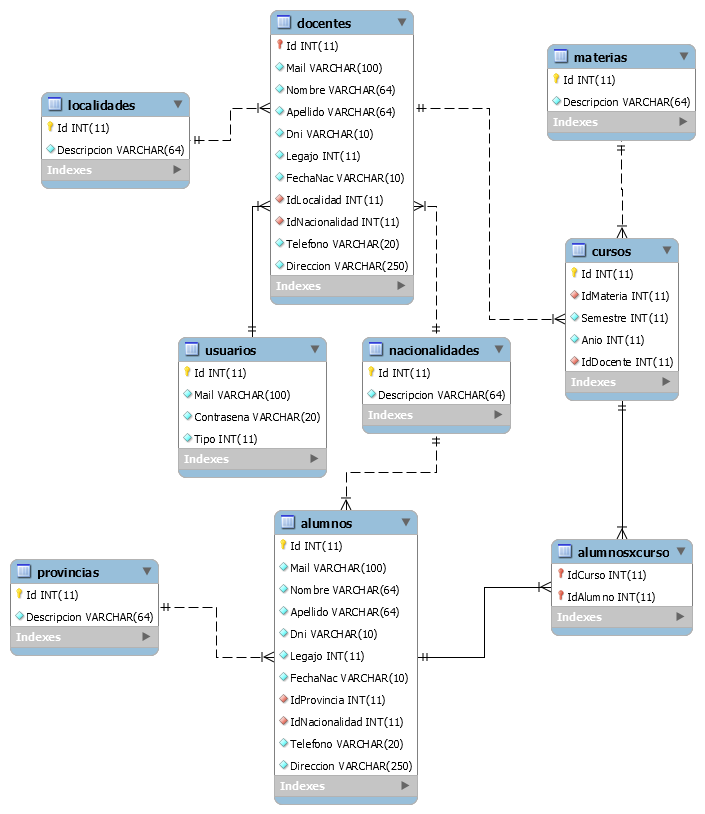 docentes
Id INT(11)
Mail VARCHAR(100)
Nombre VARCHAR(64)
Apellido VARCHAR(64)
Dni VARCHAR(10)
Legajo INT(11)
FechaNac VARCHAR(10)
IdLocalidad INT(11)
IdNacionalidad INT(11)
Telefono VARCHAR(20)
Direccion VARCHAR(250)
Indexes
materias
Id INT(11)
Descripcion VARCHAR(64)
Indexes
localidades
Id INT(11)
Descripcion VARCHAR(64)
Indexes
cursos
Id INT(11)
IdMateria INT(11)
Semestre INT(11)
Anio INT(11)
IdDocente INT(11)
Indexes
usuarios
Id INT(11)
Mail VARCHAR(100)
Contrasena VARCHAR(20)
Tipo INT(11)
Indexes
nacionalidades
Id INT(11)
Descripcion VARCHAR(64)
Indexes
alumnos
Id INT(11)
Mail VARCHAR(100)
Nombre VARCHAR(64)
Apellido VARCHAR(64)
Dni VARCHAR(10)
Legajo INT(11)
FechaNac VARCHAR(10)
IdProvincia INT(11)
IdNacionalidad INT(11)
Telefono VARCHAR(20)
Direccion VARCHAR(250)
Indexes
alumnosxcurso
IdCurso INT(11)
IdAlumno INT(11)
Indexes
provincias
Id INT(11)
Descripcion VARCHAR(64)
Indexes